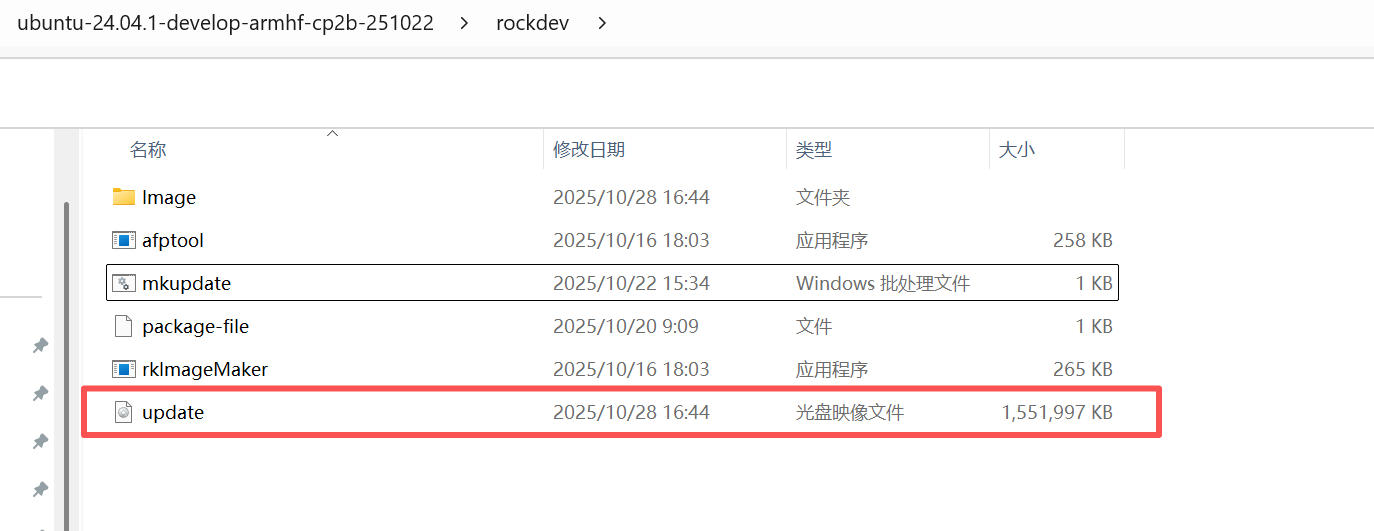 ubuntu-24.04.1-develop-armhf-cp2b-251022 > rockdev >
名称 修改日期 类型 大小
Image 2025/10/28 16:44 文件夹
afptool 2025/10/16 18:03 应用程序 258 KB
mkupdate 2025/10/22 15:34 Windows 批处理文件 1 KB
package-file 2025/10/20 9:09 文件 1 KB
rkImageMaker 2025/10/16 18:03 应用程序 265 KB
update 2025/10/28 16:44 光盘映像文件 1,551,997 KB